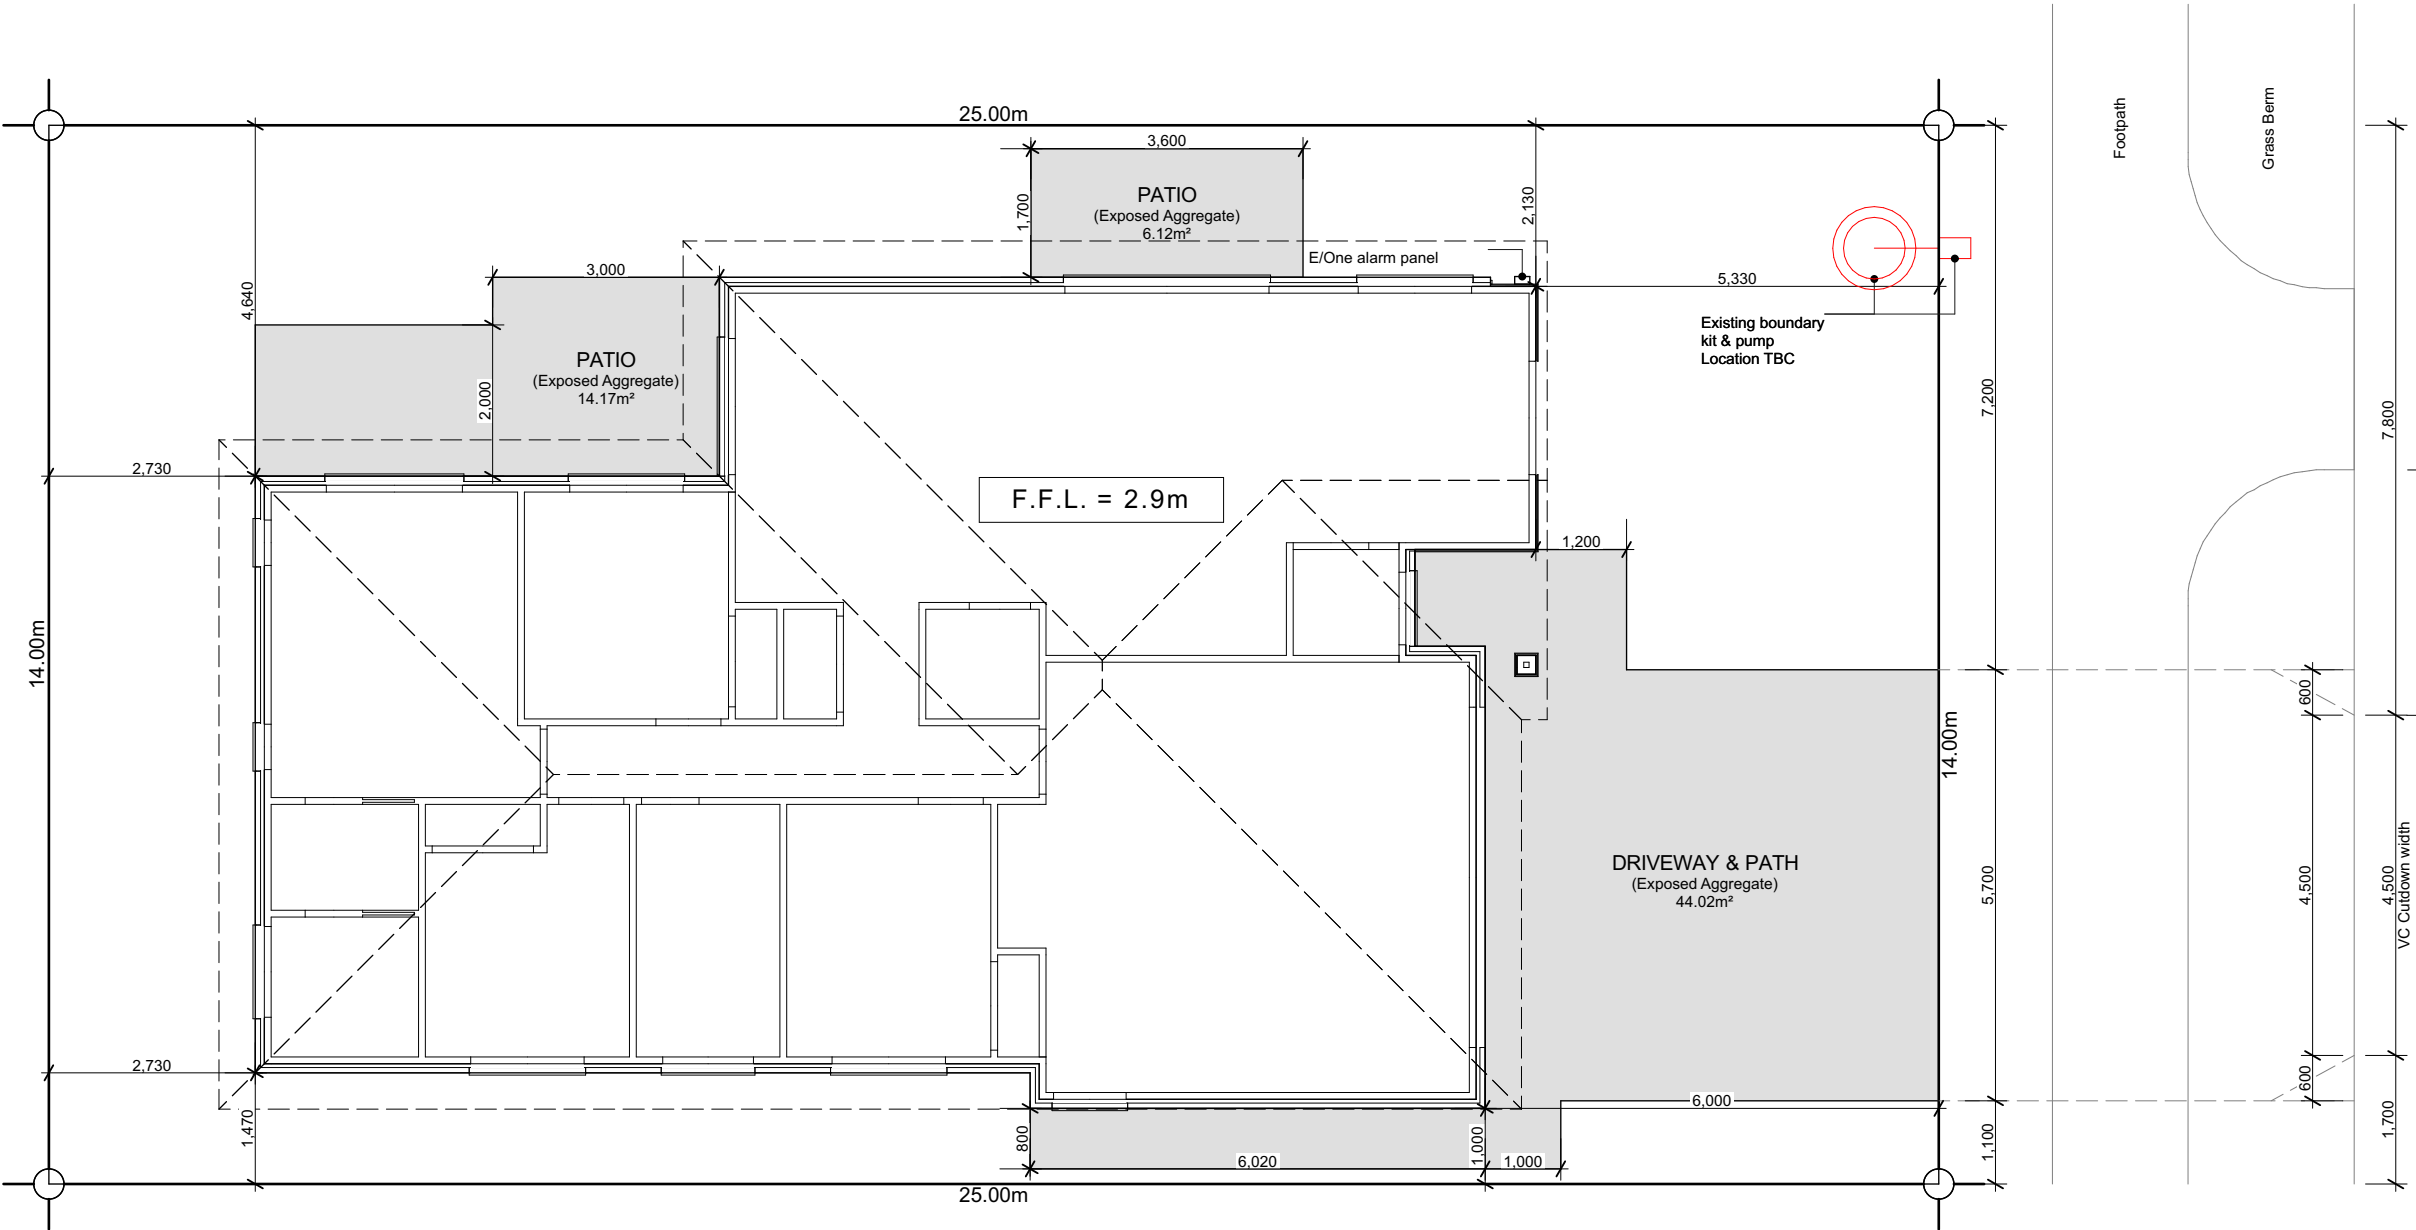 25.00m
Footpath
Grass Berm
3,600
PATIO
(Exposed Aggregate)
6.12m²
1,700
2,130
E/One alarm panel
3,000
5,330
4,640
Existing boundary
kit & pump
Location TBC
PATIO
(Exposed Aggregate)
14.17m²
2,000
7,200
7,800
2,730
F.F.L. = 2.9m
1,200
14.00m
600
14.00m
DRIVEWAY & PATH
(Exposed Aggregate)
44.02m²
5,700
4,500
4,500
VC Cutdown width
2,730
600
6,000
1,470
800
1,000
1,100
1,700
6,020
1,000
25.00m